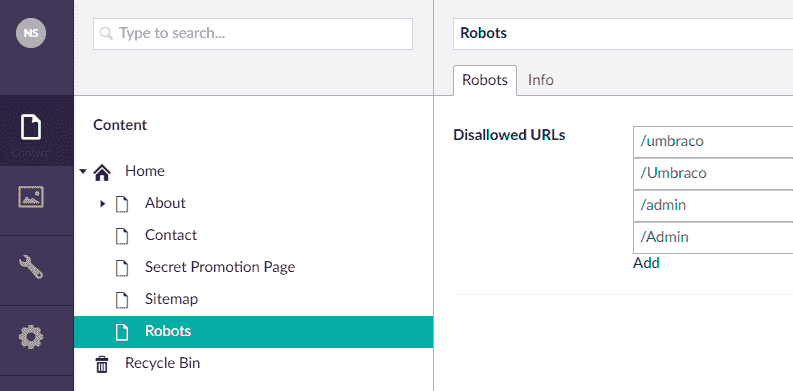 NS
Type to search...
Content
Content
Home
About
Contact
Secret Promotion Page
Sitemap
Robots
Recycle Bin
Robots
Robots Info
Disallowed URLs
/umbraco
/Umbraco
/admin
/Admin
Add